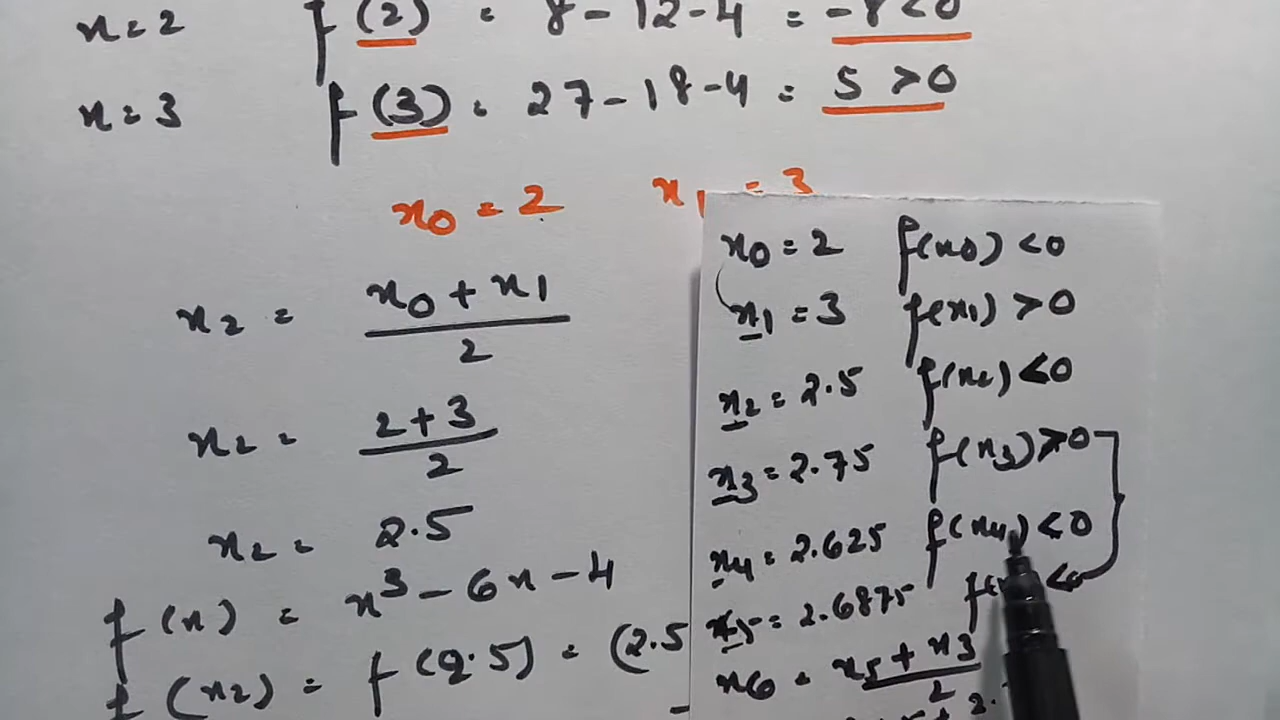 x=2 f(2) = 8-12-4 = -8<0
x=3 f(3) = 27-18-4 = 5>0
x0 = 2 x1 = 3
x2 = x0 + x1
2
x2 = 2+3
2
x2 = 2.5
f(x) = x³-6x-4
f(x2) = f(2.5) = (2.5
x0=2 f(x0)<0
x1=3 f(x1)>0
x2=2.5 f(x2)<0
x3=2.75 f(x3)>0
x4=2.625 f(x4)<0
x5=2.6875 <0
x6 = x5+x3
2